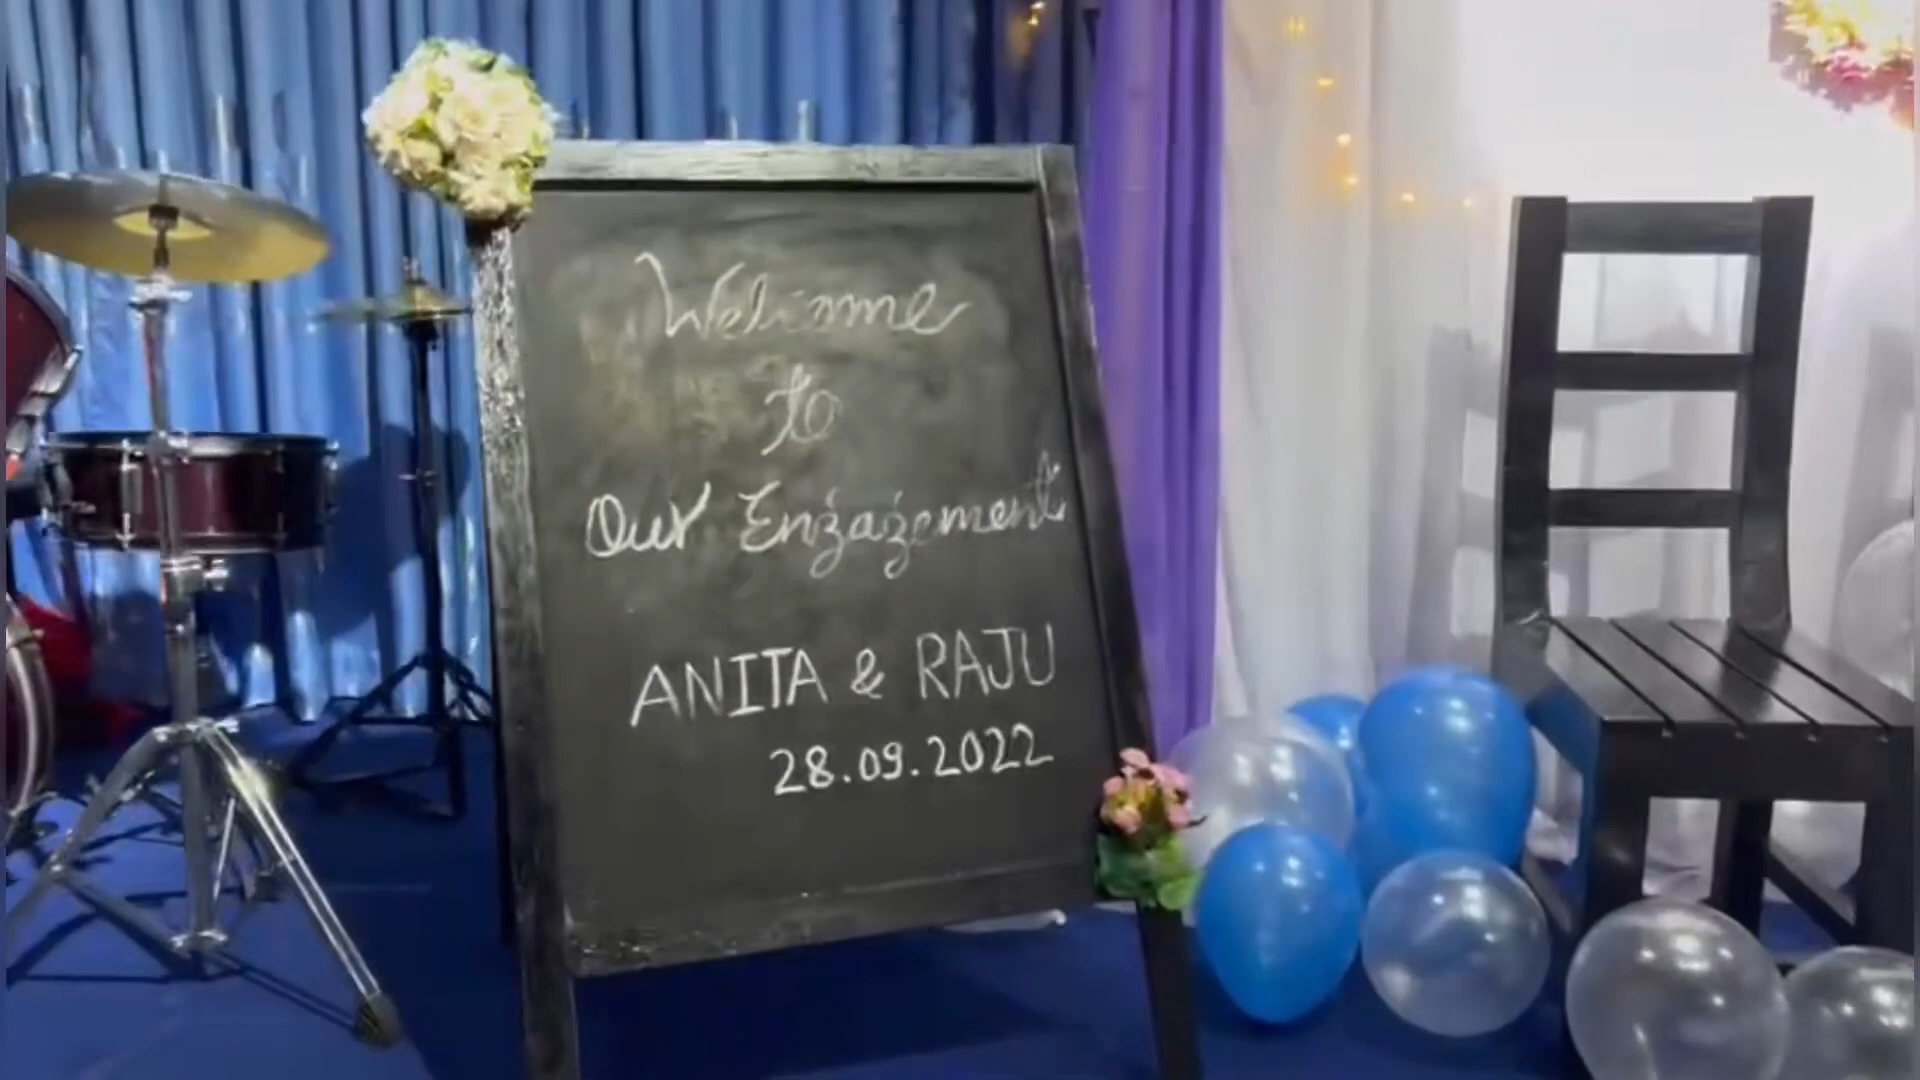 Welcome
to
Our Engagement
ANITA & RAJU
28.09.2022